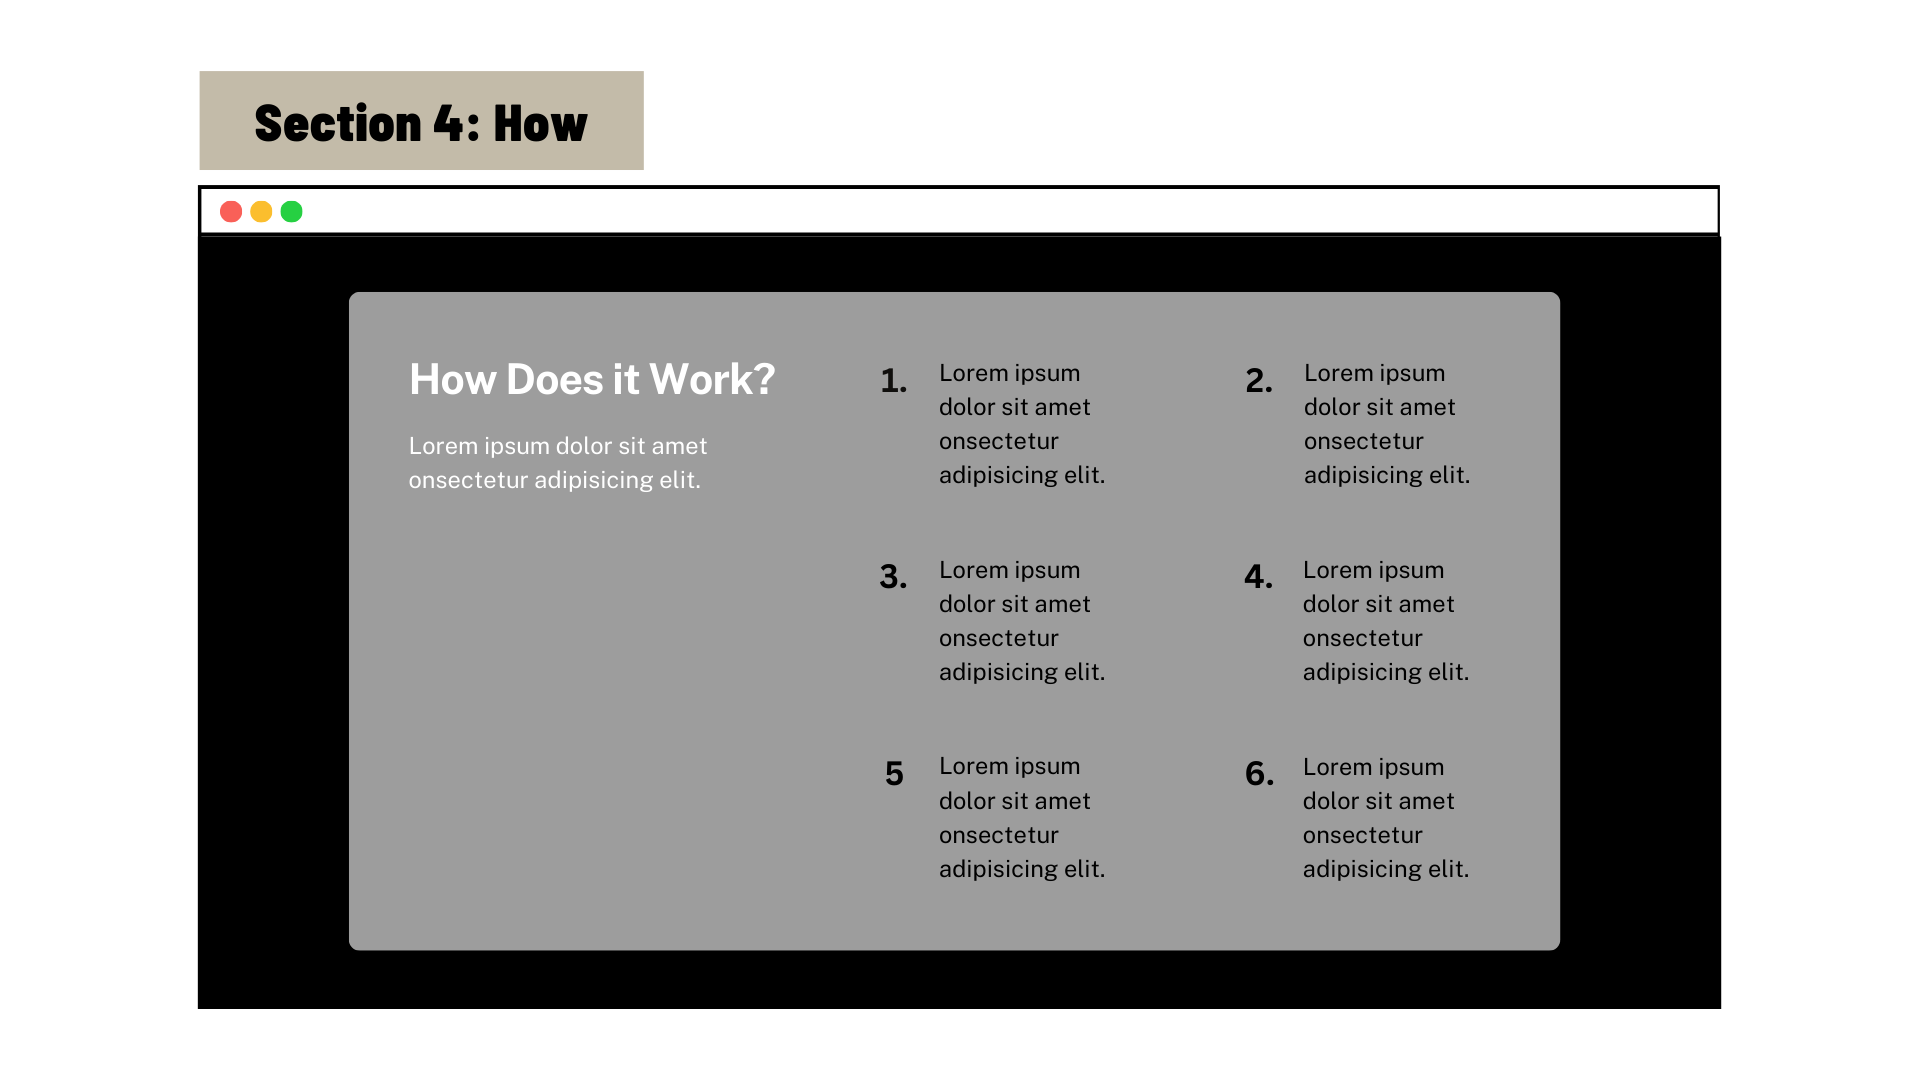 Section 4: How
How Does it Work?
Lorem ipsum dolor sit amet
onsectetur adipisicing elit.
1.
Lorem ipsum
dolor sit amet
onsectetur
adipisicing elit.
2.
Lorem ipsum
dolor sit amet
onsectetur
adipisicing elit.
3.
Lorem ipsum
dolor sit amet
onsectetur
adipisicing elit.
4.
Lorem ipsum
dolor sit amet
onsectetur
adipisicing elit.
5
Lorem ipsum
dolor sit amet
onsectetur
adipisicing elit.
6.
Lorem ipsum
dolor sit amet
onsectetur
adipisicing elit.